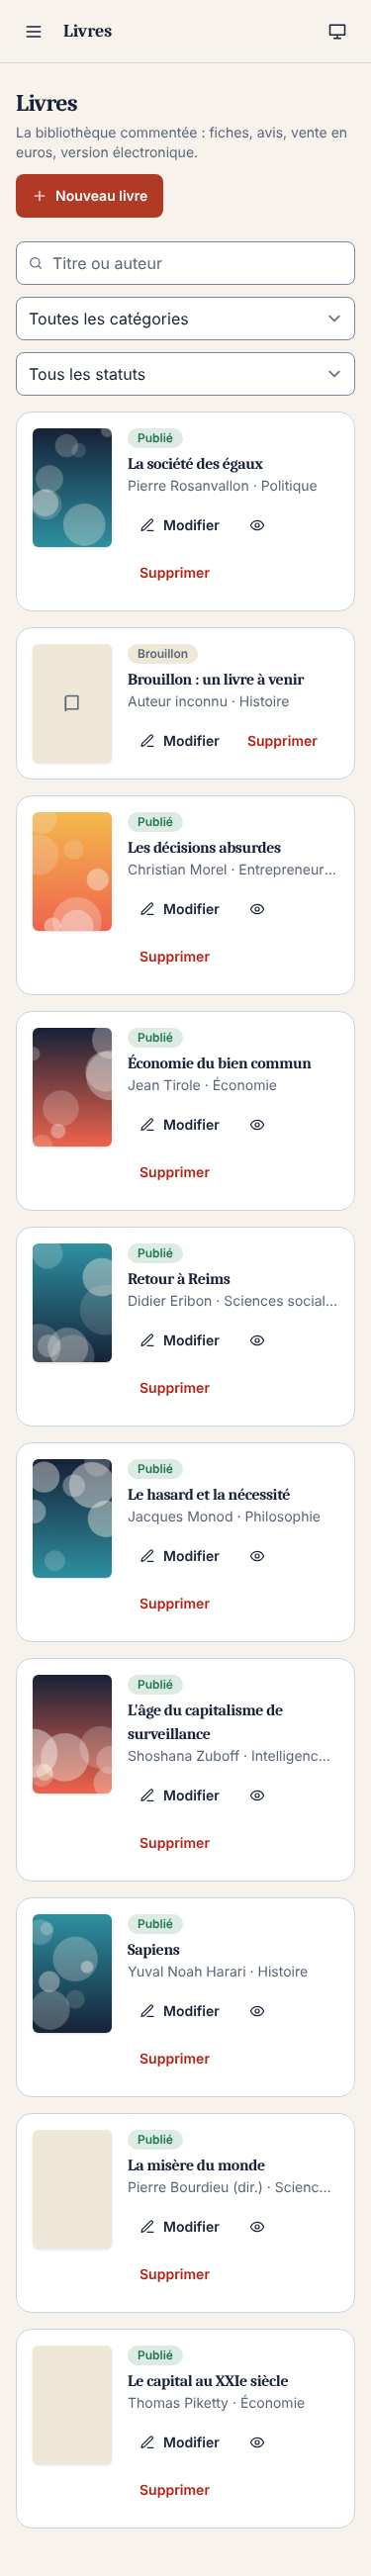 Livres
Livres
La bibliothèque commentée : fiches, avis, vente en
euros, version électronique.
Nouveau livre
Titre ou auteur
Toutes les catégories
Tous les statuts
Publié
La société des égaux
Pierre Rosanvallon · Politique
Modifier
Supprimer
Brouillon
Brouillon : un livre à venir
Auteur inconnu · Histoire
Modifier Supprimer
Publié
Les décisions absurdes
Christian Morel · Entrepreneur…
Modifier
Supprimer
Publié
Économie du bien commun
Jean Tirole · Économie
Modifier
Supprimer
Publié
Retour à Reims
Didier Eribon · Sciences social…
Modifier
Supprimer
Publié
Le hasard et la nécessité
Jacques Monod · Philosophie
Modifier
Supprimer
Publié
L'âge du capitalisme de
surveillance
Shoshana Zuboff · Intelligenc…
Modifier
Supprimer
Publié
Sapiens
Yuval Noah Harari · Histoire
Modifier
Supprimer
Publié
La misère du monde
Pierre Bourdieu (dir.) · Scienc…
Modifier
Supprimer
Publié
Le capital au XXIe siècle
Thomas Piketty · Économie
Modifier
Supprimer